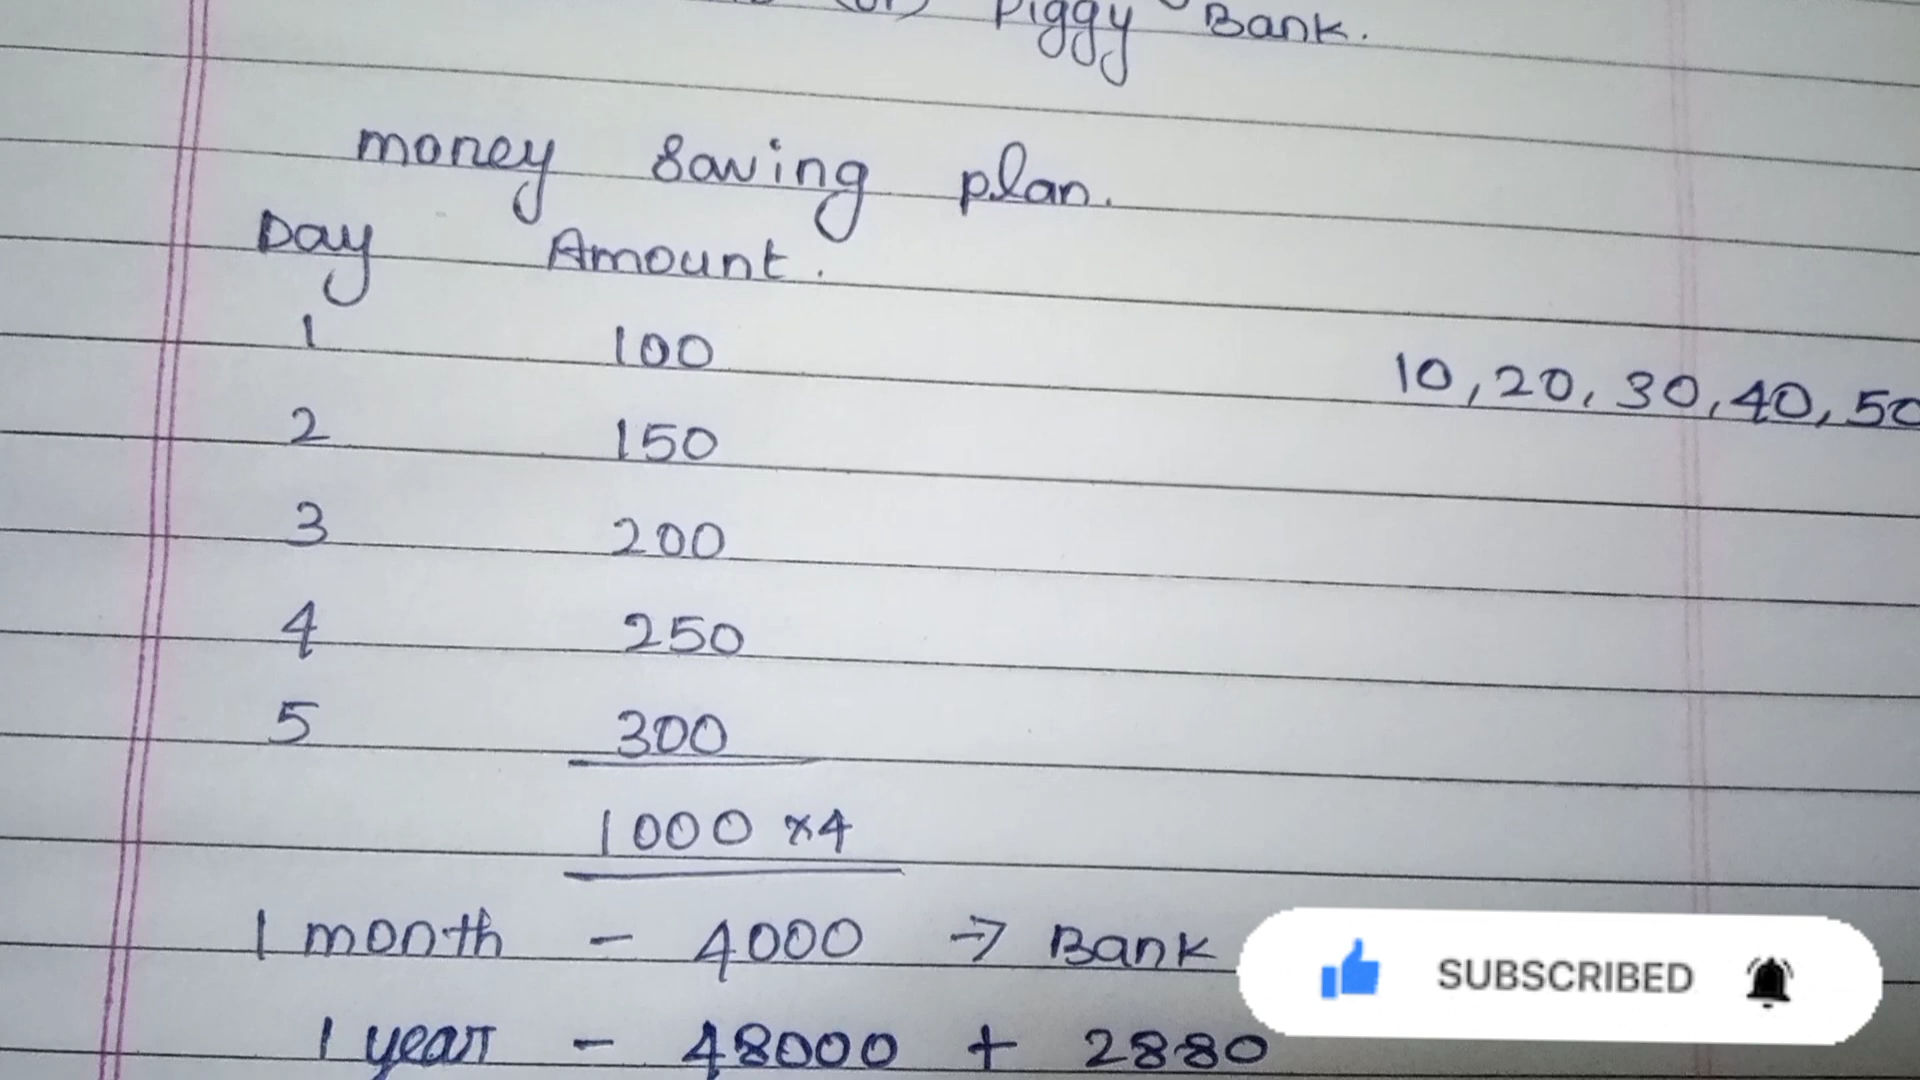 Piggy Bank.
money saving plan.
Day Amount.
1 100
10, 20, 30, 40, 50
2 150
3 200
4 250
5 300
1000 ×4
1 month - 4000 → Bank
1 year - 48000 + 2880
SUBSCRIBED